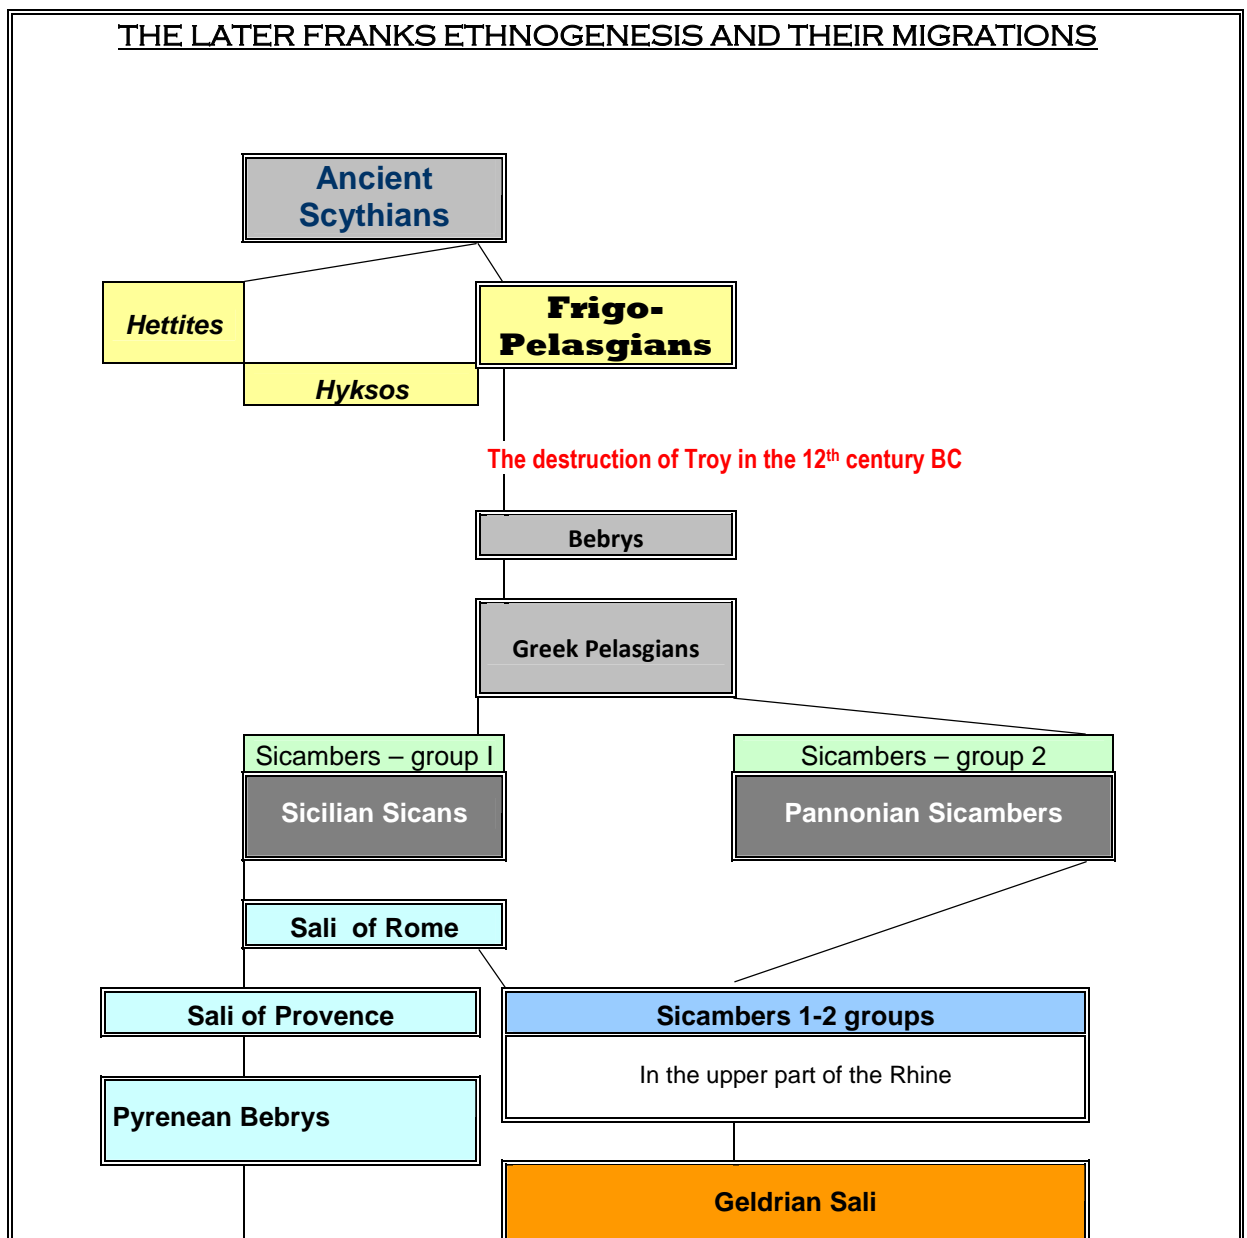 THE LATER FRANKS ETHNOGENESIS AND THEIR MIGRATIONS
Ancient
Scythians
Hettites
Frigo-
Pelasgians
Hyksos
The destruction of Troy in the 12th century BC
Bebrys
Greek Pelasgians
Sicambers – group I
Sicambers – group 2
Sicilian Sicans
Pannonian Sicambers
Sali of Rome
Sali of Provence
Sicambers 1-2 groups
In the upper part of the Rhine
Pyrenean Bebrys
Geldrian Sali